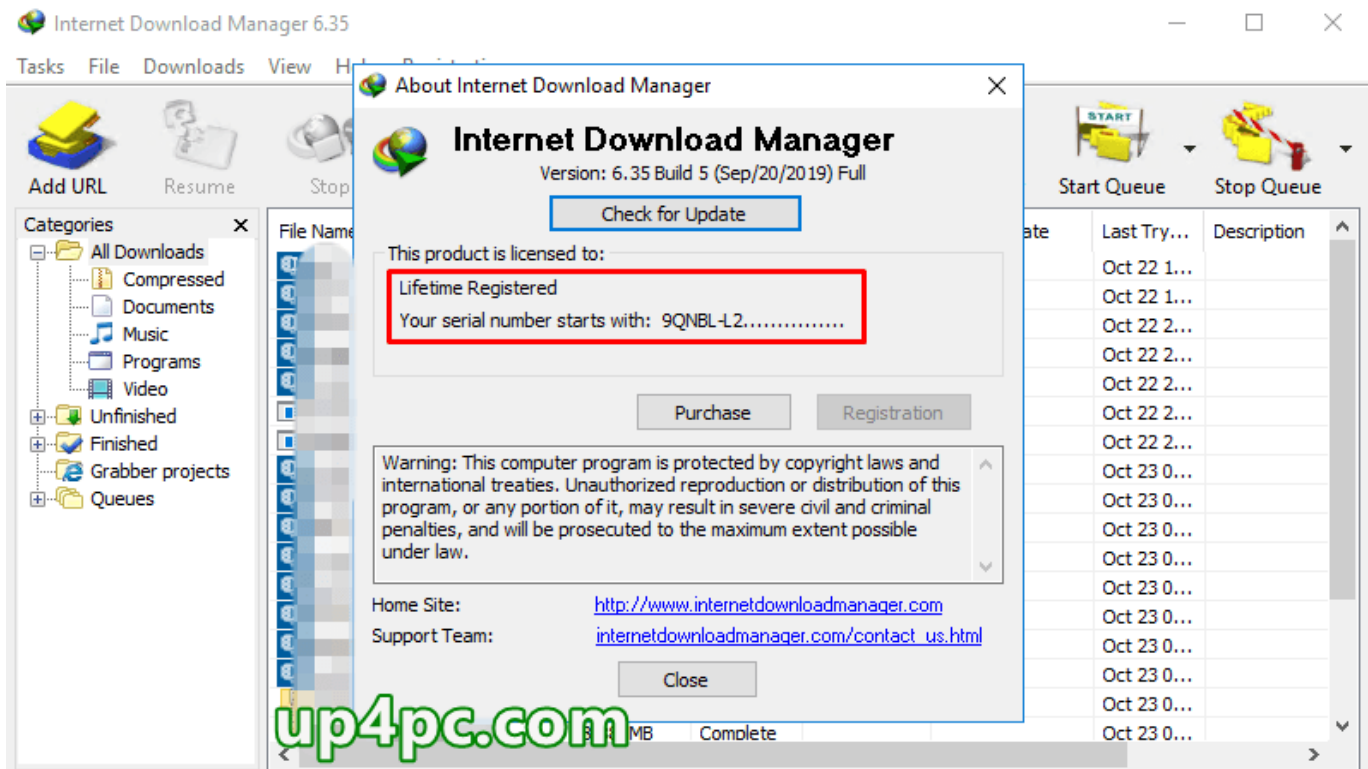 Internet Download Manager 6.35
Tasks File Downloads View
Add URL
Resume
Stop
Start Queue
Stop Queue
Categories
All Downloads
Compressed
Documents
Music
Programs
Video
Unfinished
Finished
Grabber projects
Queues
File Name
Last Try... Description
About Internet Download Manager
Internet Download Manager
Version: 6.35 Build 5 (Sep/20/2019) Full
Check for Update
This product is licensed to:
Lifetime Registered
Your serial number starts with: 9QNBL-L2...............
Purchase
Registration
Warning: This computer program is protected by copyright laws and
international treaties. Unauthorized reproduction or distribution of this
program, or any portion of it, may result in severe civil and criminal
penalties, and will be prosecuted to the maximum extent possible
under law.
Home Site: http://www.internetdownloadmanager.com
Support Team: internetdownloadmanager.com/contact_us.html
Close
Oct 22 1...
Oct 22 1...
Oct 22 2...
Oct 22 2...
Oct 22 2...
Oct 22 2...
Oct 22 2...
Oct 23 0...
Oct 23 0...
Oct 23 0...
Oct 23 0...
Oct 23 0...
Oct 23 0...
Oct 23 0...
Oct 23 0...
Oct 23 0...
MB Complete Oct 23 0...
up4pc.com